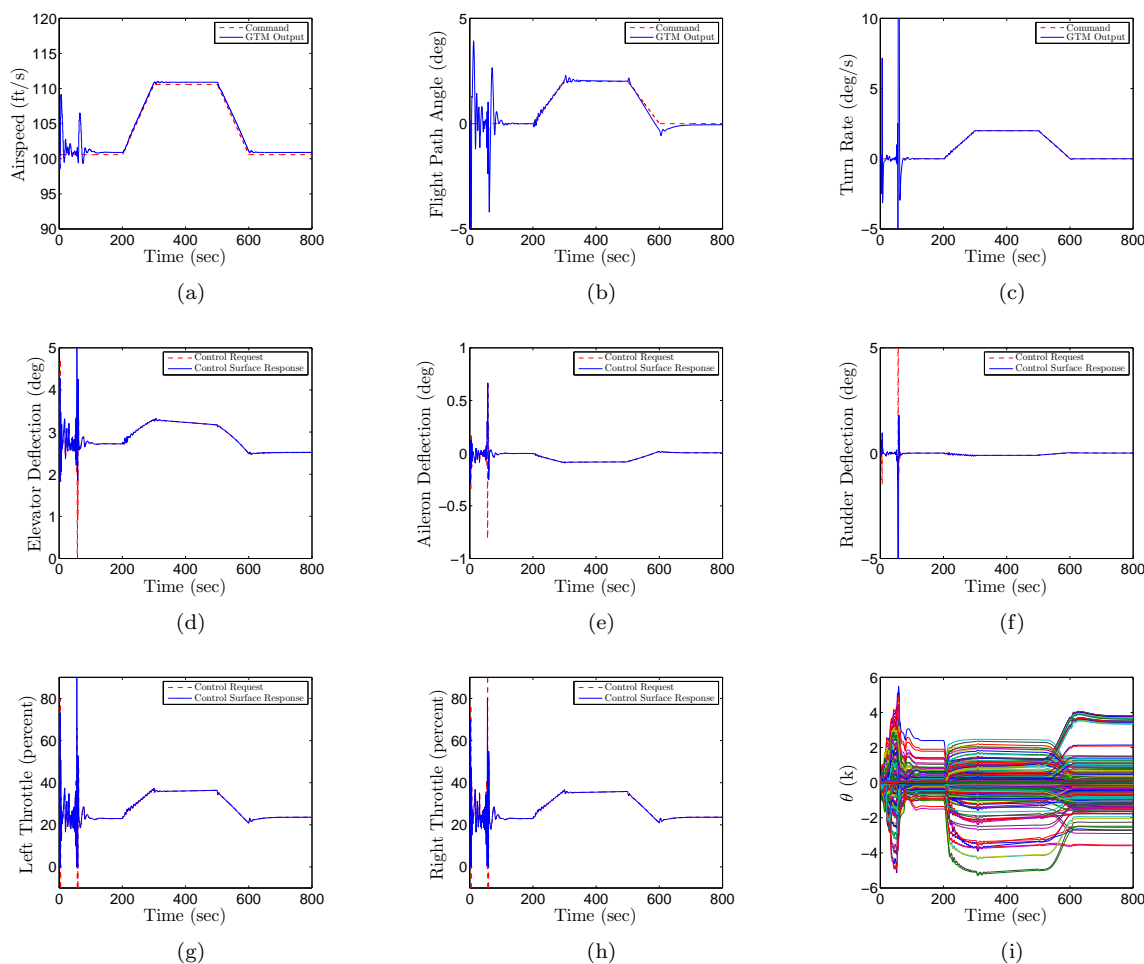 120
115
110
105
100
95
90
Airspeed (ft/s)
Command
GTM Output
0 200 400 600 800
Time (sec)
(a)
5
0
−5
Flight Path Angle (deg)
Command
GTM Output
0 200 400 600 800
Time (sec)
(b)
10
5
0
−5
Turn Rate (deg/s)
Command
GTM Output
0 200 400 600 800
Time (sec)
(c)
5
4
3
2
1
0
Elevator Deflection (deg)
Control Request
Control Surface Response
0 200 400 600 800
Time (sec)
(d)
1
0.5
0
−0.5
−1
Aileron Deflection (deg)
Control Request
Control Surface Response
0 200 400 600 800
Time (sec)
(e)
5
0
−5
Rudder Deflection (deg)
Control Request
Control Surface Response
0 200 400 600 800
Time (sec)
(f)
80
60
40
20
0
Left Throttle (percent)
Control Request
Control Surface Response
0 200 400 600 800
Time (sec)
(g)
80
60
40
20
0
Right Throttle (percent)
Control Request
Control Surface Response
0 200 400 600 800
Time (sec)
(h)
6
4
2
0
−2
−4
−6
θ (k)
0 200 400 600 800
Time (sec)
(i)